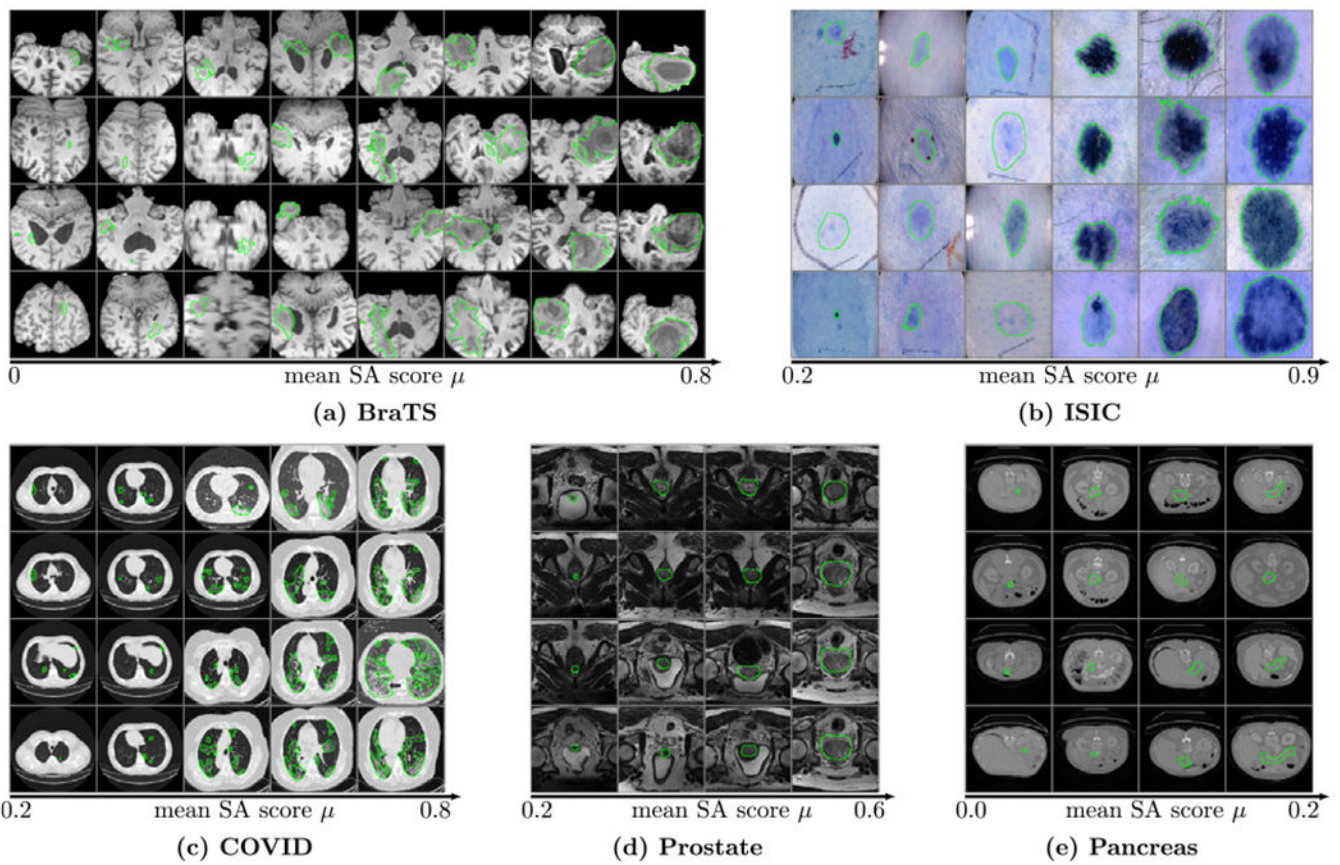 0 mean SA score μ 0.8
(a) BraTS
0.2 mean SA score μ 0.9
(b) ISIC
0.2 mean SA score μ 0.8
(c) COVID
0.2 mean SA score μ 0.6
(d) Prostate
0.0 mean SA score μ 0.2
(e) Pancreas